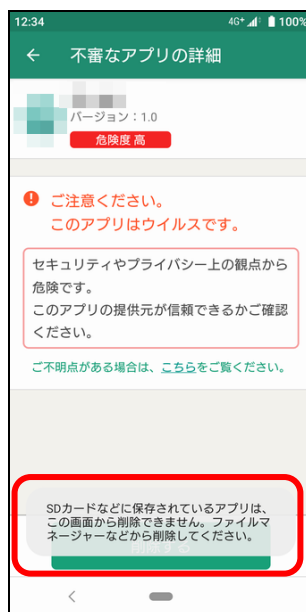 12:34 4G+ 100%
← 不審なアプリの詳細
バージョン：1.0
危険度 高
ご注意ください。
このアプリはウイルスです。
セキュリティやプライバシー上の観点から
危険です。
このアプリの提供元が信頼できるかご確認
ください。
ご不明点がある場合は、こちらをご覧ください。
SDカードなどに保存されているアプリは、
この画面から削除できません。ファイルマ
ネージャーなどから削除してください。
削除する